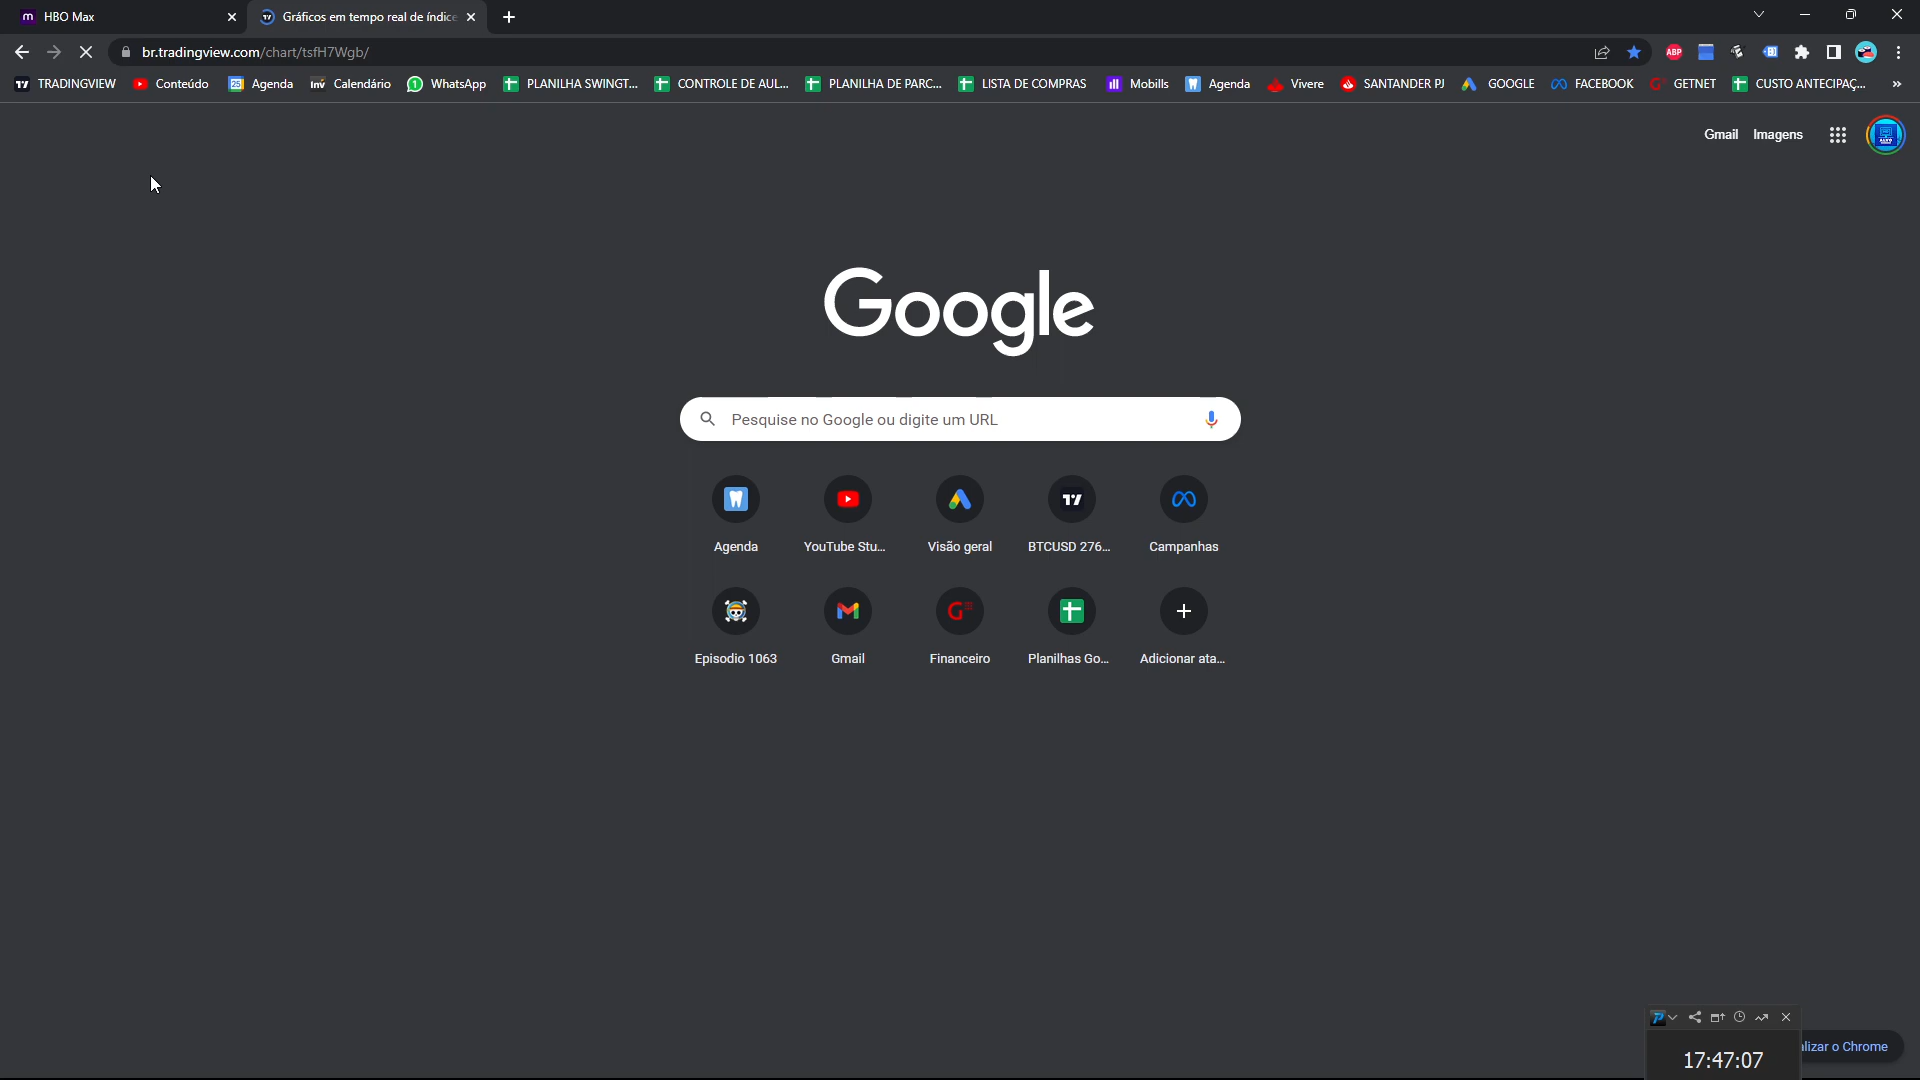 HBO Max
Gráficos em tempo real de índice
br.tradingview.com/chart/tsfH7Wgb/
ABP
TRADINGVIEW
Conteúdo
Agenda
Calendário
WhatsApp
PLANILHA SWINGT...
CONTROLE DE AUL...
PLANILHA DE PARC...
LISTA DE COMPRAS
Mobills
Agenda
Vivere
SANTANDER PJ
GOOGLE
FACEBOOK
GETNET
CUSTO ANTECIPAÇ...
Gmail
Imagens
Google
Pesquise no Google ou digite um URL
Agenda
YouTube Stu...
Visão geral
BTCUSD 276...
Campanhas
Episodio 1063
Gmail
Financeiro
Planilhas Go...
Adicionar ata...
lizar o Chrome
17:47:07